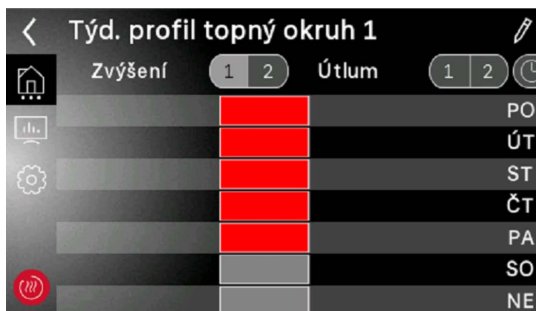 Týd. profil topný okruh 1
Zvýšení 1 2 Útlum 1 2
PO
ÚT
ST
ČT
PA
SO
NE